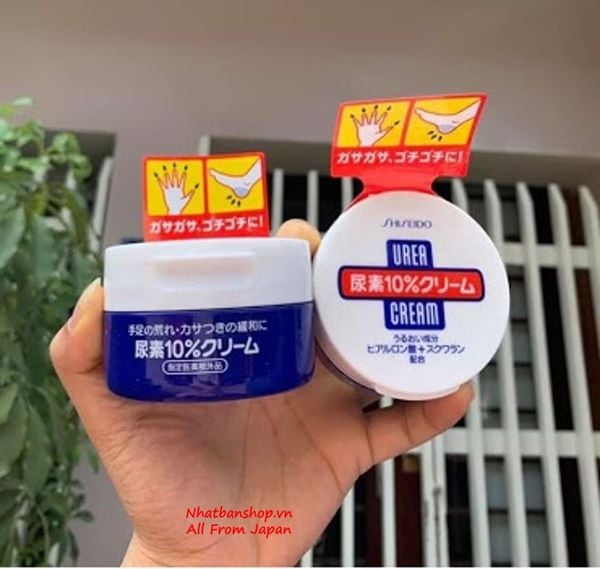 ガサガサ、ゴチゴチに!
SHISEIDO
UREA
尿素10%クリーム
CREAM
うるおい成分
ヒアルロン酸+スクワラン
配合
ガサガサ、ゴチゴチに!
手足の荒れ・カサつきの緩和に
尿素10%クリーム
指定医薬部外品
Nhatbanshop.vn
All From Japan